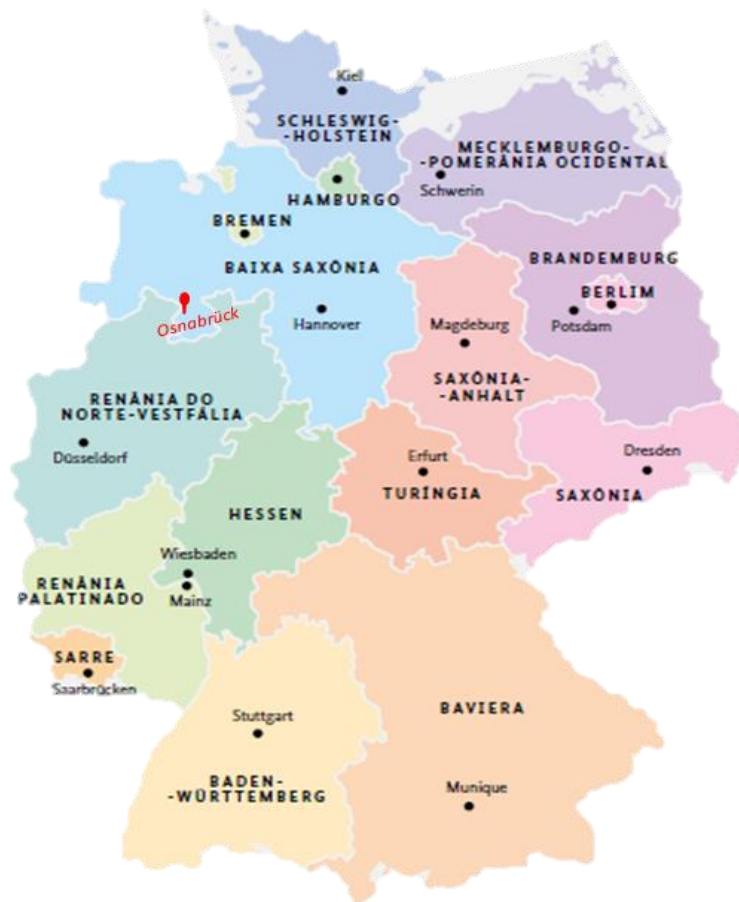 Kiel
SCHLESWIG-
-HOLSTEIN
MECKLEMBURGO-
-POMERÂNIA OCIDENTAL
Schwerin
HAMBURGO
BREMEN
BAIXA SAXÔNIA
BRANDEMBURG
BERLIM
Potsdam
Osnabrück
Hannover
Magdeburg
SAXÔNIA-
-ANHALT
RENÂNIA DO
NORTE-VESTFÁLIA
Düsseldorf
Erfurt
TURÍNGIA
Dresden
SAXÔNIA
HESSEN
Wiesbaden
Mainz
RENÂNIA
PALATINADO
SARRE
Saarbrücken
BAVIERA
Stuttgart
BADEN-
-WÜRTTEMBERG
Munique